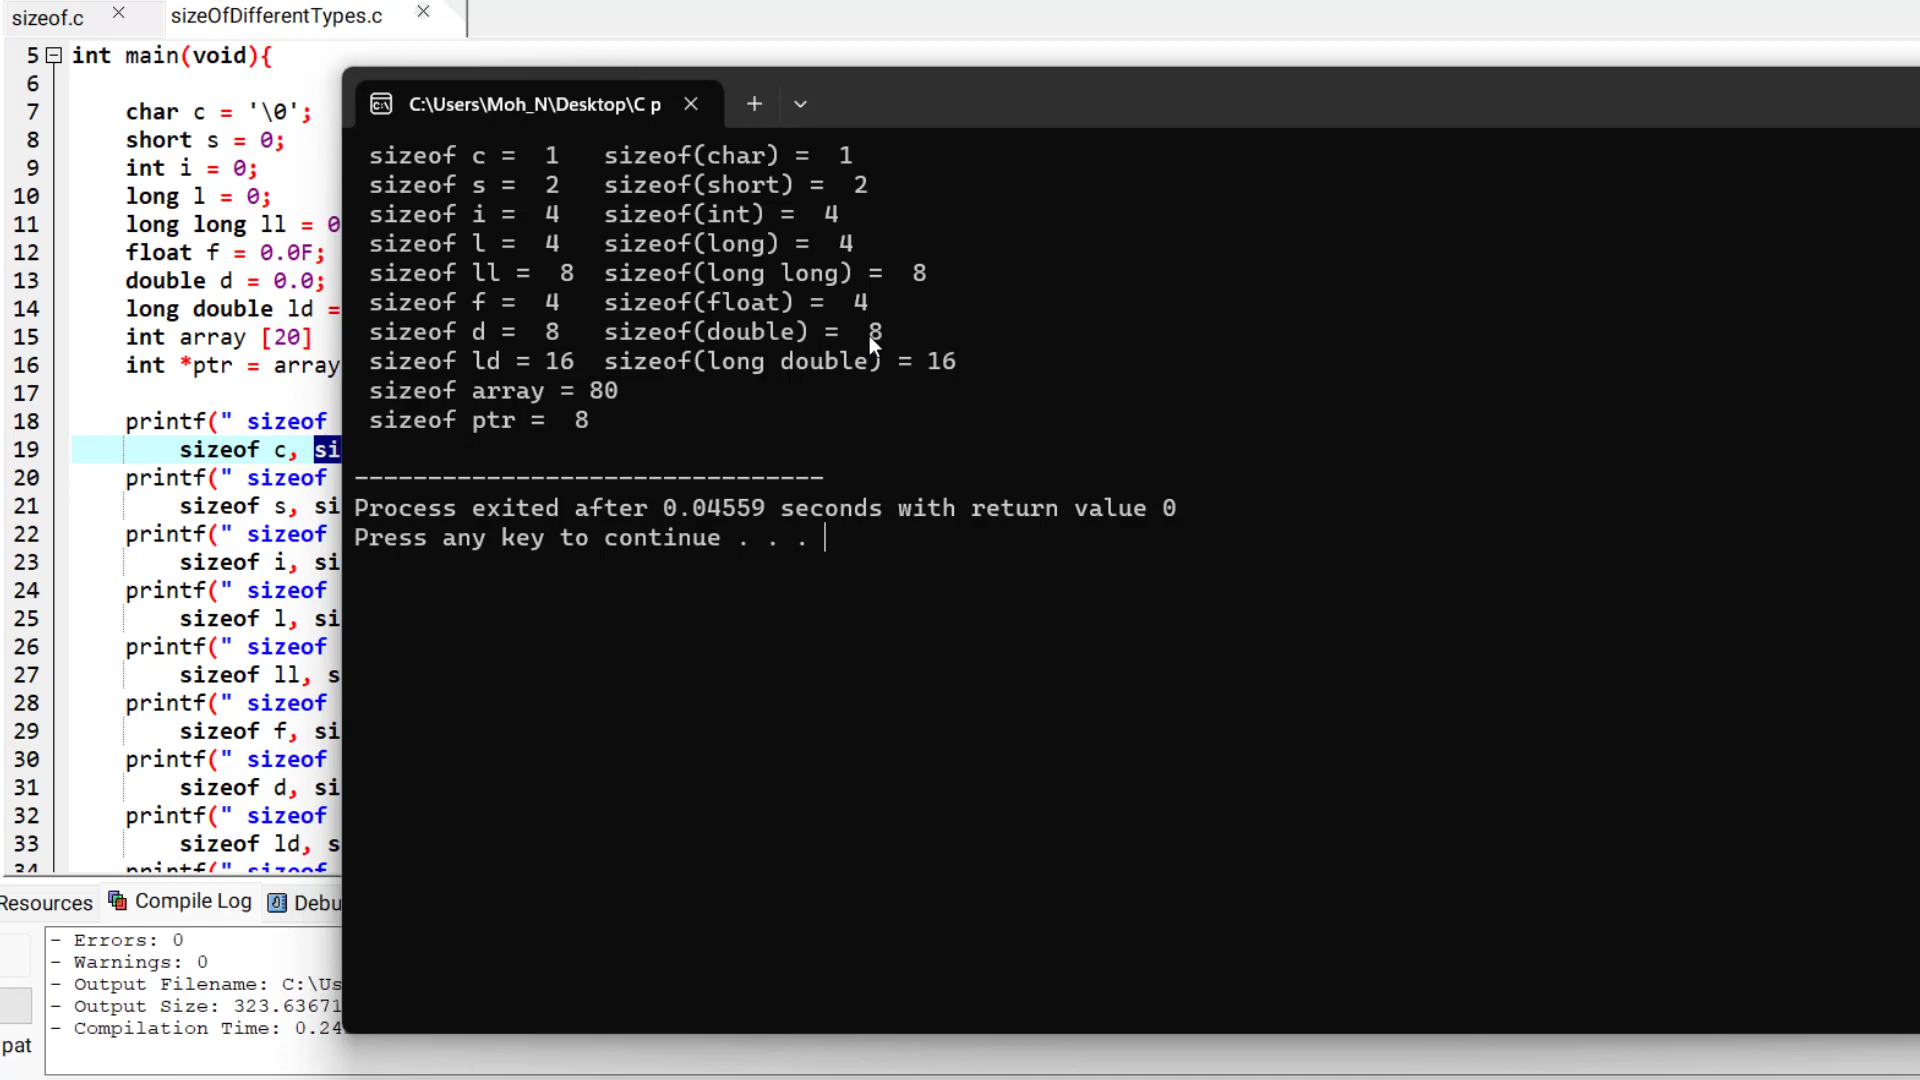 sizeof.c
sizeOfDifferentTypes.c
5 int main(void){
6
7 char c = '\0';
8 short s = 0;
9 int i = 0;
10 long l = 0;
11 long long ll = 0
12 float f = 0.0F;
13 double d = 0.0;
14 long double ld =
15 int array [20]
16 int *ptr = array
17
18 printf(" sizeof
19 sizeof c, si
20 printf(" sizeof
21 sizeof s, si
22 printf(" sizeof
23 sizeof i, si
24 printf(" sizeof
25 sizeof l, si
26 printf(" sizeof
27 sizeof ll, s
28 printf(" sizeof
29 sizeof f, si
30 printf(" sizeof
31 sizeof d, si
32 printf(" sizeof
33 sizeof ld, s
34 printf(" sizeof
C:\Users\Moh_N\Desktop\C p
sizeof c =  1   sizeof(char) =  1
sizeof s =  2   sizeof(short) =  2
sizeof i =  4   sizeof(int) =  4
sizeof l =  4   sizeof(long) =  4
sizeof ll =  8  sizeof(long long) =  8
sizeof f =  4   sizeof(float) =  4
sizeof d =  8   sizeof(double) =  8
sizeof ld = 16  sizeof(long double) = 16
sizeof array = 80
sizeof ptr =  8
--------------------------------
Process exited after 0.04559 seconds with return value 0
Press any key to continue . . .
Resources Compile Log Debu
- Errors: 0
- Warnings: 0
- Output Filename: C:\Us
- Output Size: 323.63671
- Compilation Time: 0.24
pat